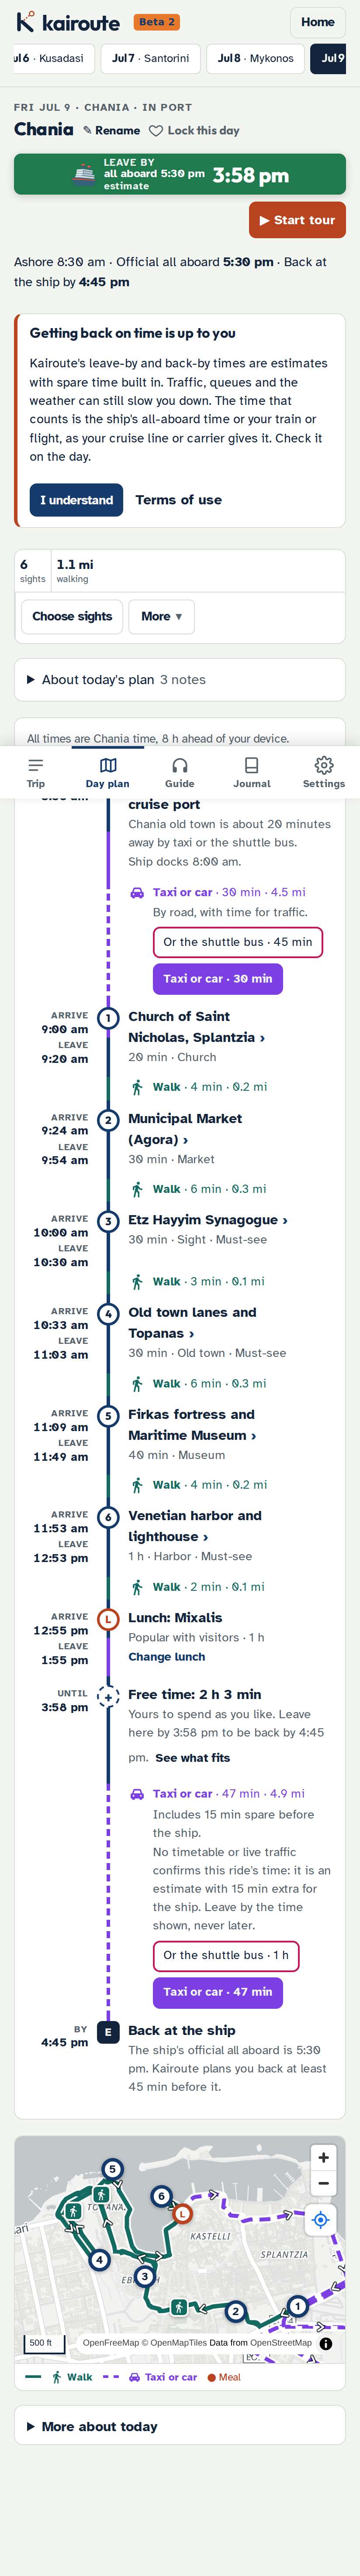 kairoute Beta 2 Home
ul 6 · Kusadasi Jul 7 · Santorini Jul 8 · Mykonos Jul 9
FRI JUL 9 · CHANIA · IN PORT
Chania ✎ Rename Lock this day
LEAVE BY
all aboard 5:30 pm
estimate
3:58 pm
▶ Start tour
Ashore 8:30 am · Official all aboard 5:30 pm · Back at
the ship by 4:45 pm
Getting back on time is up to you
Kairoute's leave-by and back-by times are estimates
with spare time built in. Traffic, queues and the
weather can still slow you down. The time that
counts is the ship's all-aboard time or your train or
flight, as your cruise line or carrier gives it. Check it
on the day.
I understand Terms of use
6 1.1 mi
sights walking
Choose sights More ▾
▶ About today's plan 3 notes
All times are Chania time, 8 h ahead of your device.
Trip Day plan Guide Journal Settings
cruise port
Chania old town is about 20 minutes
away by taxi or the shuttle bus.
Ship docks 8:00 am.
Taxi or car · 30 min · 4.5 mi
By road, with time for traffic.
Or the shuttle bus · 45 min
Taxi or car · 30 min
ARRIVE
9:00 am
LEAVE
9:20 am
1
Church of Saint
Nicholas, Splantzia ›
20 min · Church
Walk · 4 min · 0.2 mi
ARRIVE
9:24 am
LEAVE
9:54 am
2
Municipal Market
(Agora) ›
30 min · Market
Walk · 6 min · 0.3 mi
ARRIVE
10:00 am
LEAVE
10:30 am
3
Etz Hayyim Synagogue ›
30 min · Sight · Must-see
Walk · 3 min · 0.1 mi
ARRIVE
10:33 am
LEAVE
11:03 am
4
Old town lanes and
Topanas ›
30 min · Old town · Must-see
Walk · 6 min · 0.3 mi
ARRIVE
11:09 am
LEAVE
11:49 am
5
Firkas fortress and
Maritime Museum ›
40 min · Museum
Walk · 4 min · 0.2 mi
ARRIVE
11:53 am
LEAVE
12:53 pm
6
Venetian harbor and
lighthouse ›
1 h · Harbor · Must-see
Walk · 2 min · 0.1 mi
ARRIVE
12:55 pm
LEAVE
1:55 pm
L
Lunch: Mixalis
Popular with visitors · 1 h
Change lunch
UNTIL
3:58 pm
+
Free time: 2 h 3 min
Yours to spend as you like. Leave
here by 3:58 pm to be back by 4:45
pm. See what fits
Taxi or car · 47 min · 4.9 mi
Includes 15 min spare before
the ship.
No timetable or live traffic
confirms this ride's time: it is an
estimate with 15 min extra for
the ship. Leave by the time
shown, never later.
Or the shuttle bus · 1 h
Taxi or car · 47 min
BY
4:45 pm
E
Back at the ship
The ship's official all aboard is 5:30
pm. Kairoute plans you back at least
45 min before it.
5
6
L
KASTELLI
SPLANTZIA
4
3
2
1
+
−
500 ft
OpenFreeMap © OpenMapTiles Data from OpenStreetMap
Walk Taxi or car Meal
▶ More about today